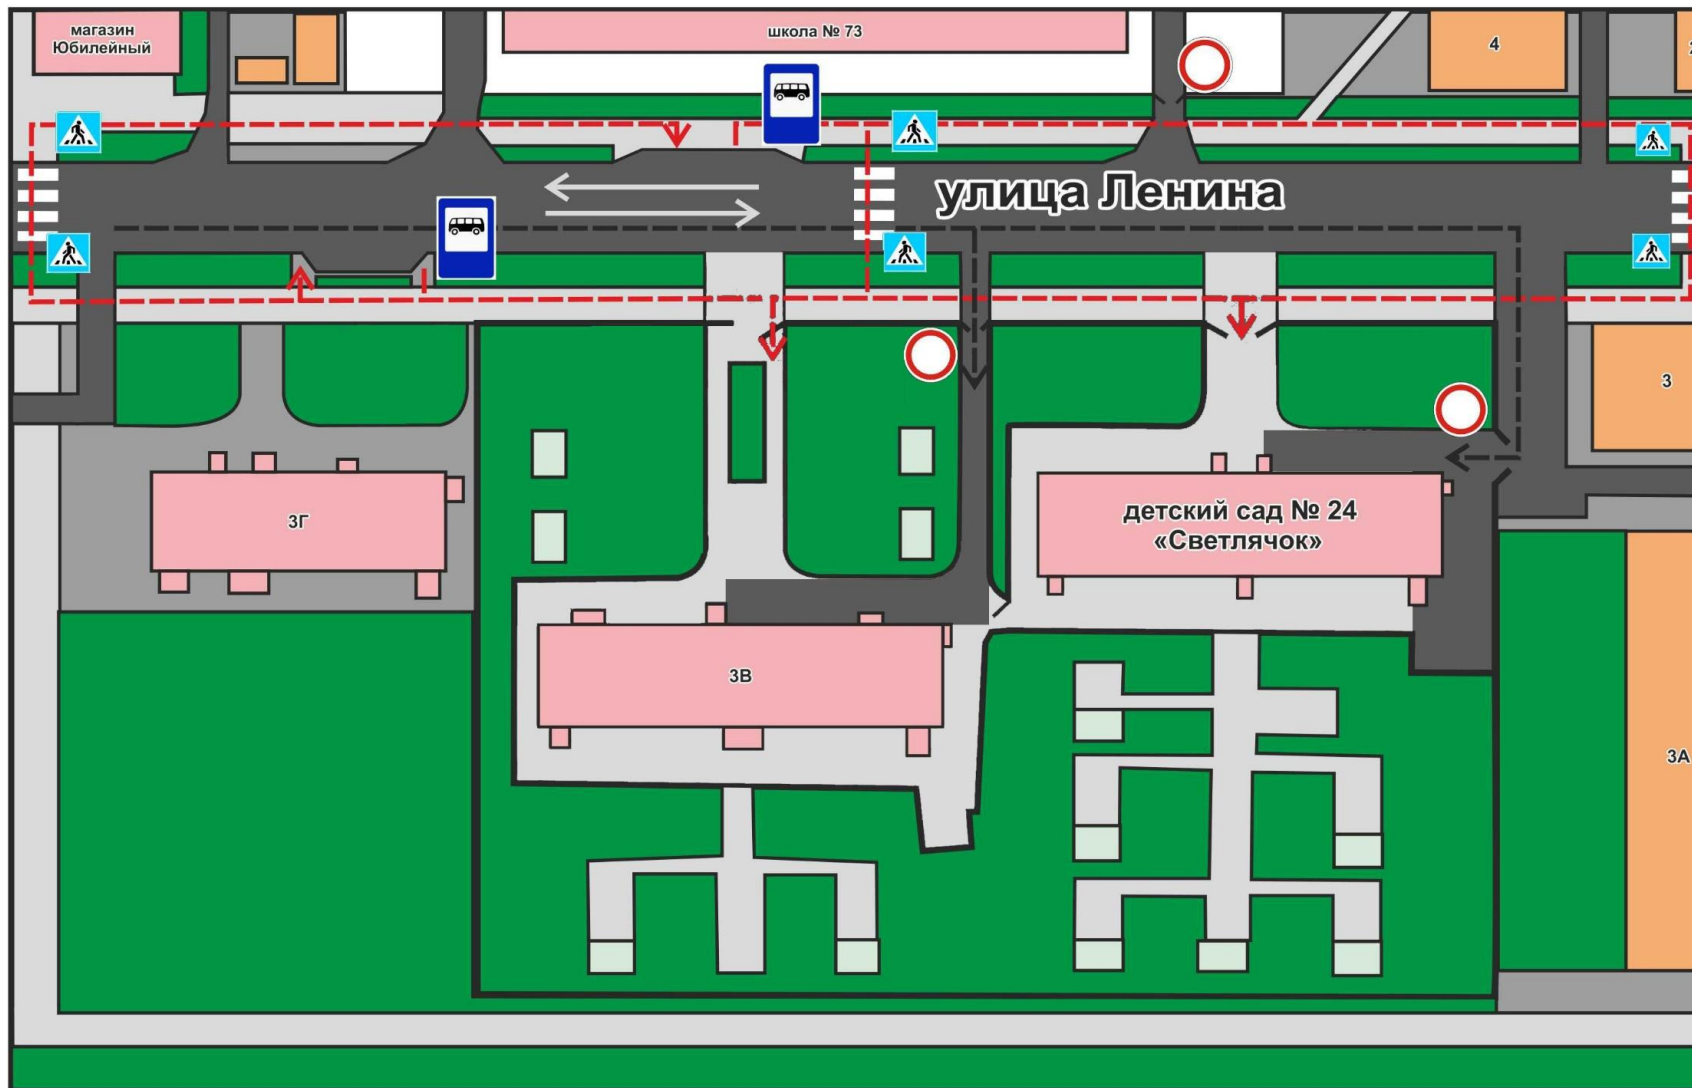 магазин
Юбилейный
школа № 73
4
улица Ленина
3
3Г
детский сад № 24
«Светлячок»
3В
3А